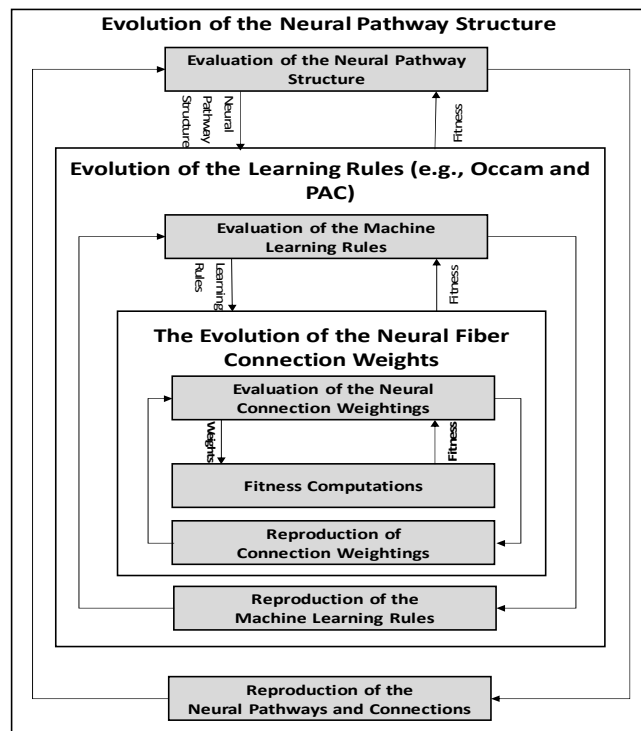 Evolution of the Neural Pathway Structure
Evaluation of the Neural Pathway
Structure
Neural
Pathway
Structure
Fitness
Evolution of the Learning Rules (e.g., Occam and
PAC)
Evaluation of the Machine
Learning Rules
Learning
Rules
Fitness
The Evolution of the Neural Fiber
Connection Weights
Evaluation of the Neural
Connection Weightings
Weights
Fitness
Fitness Computations
Reproduction of
Connection Weightings
Reproduction of the
Machine Learning Rules
Reproduction of the
Neural Pathways and Connections